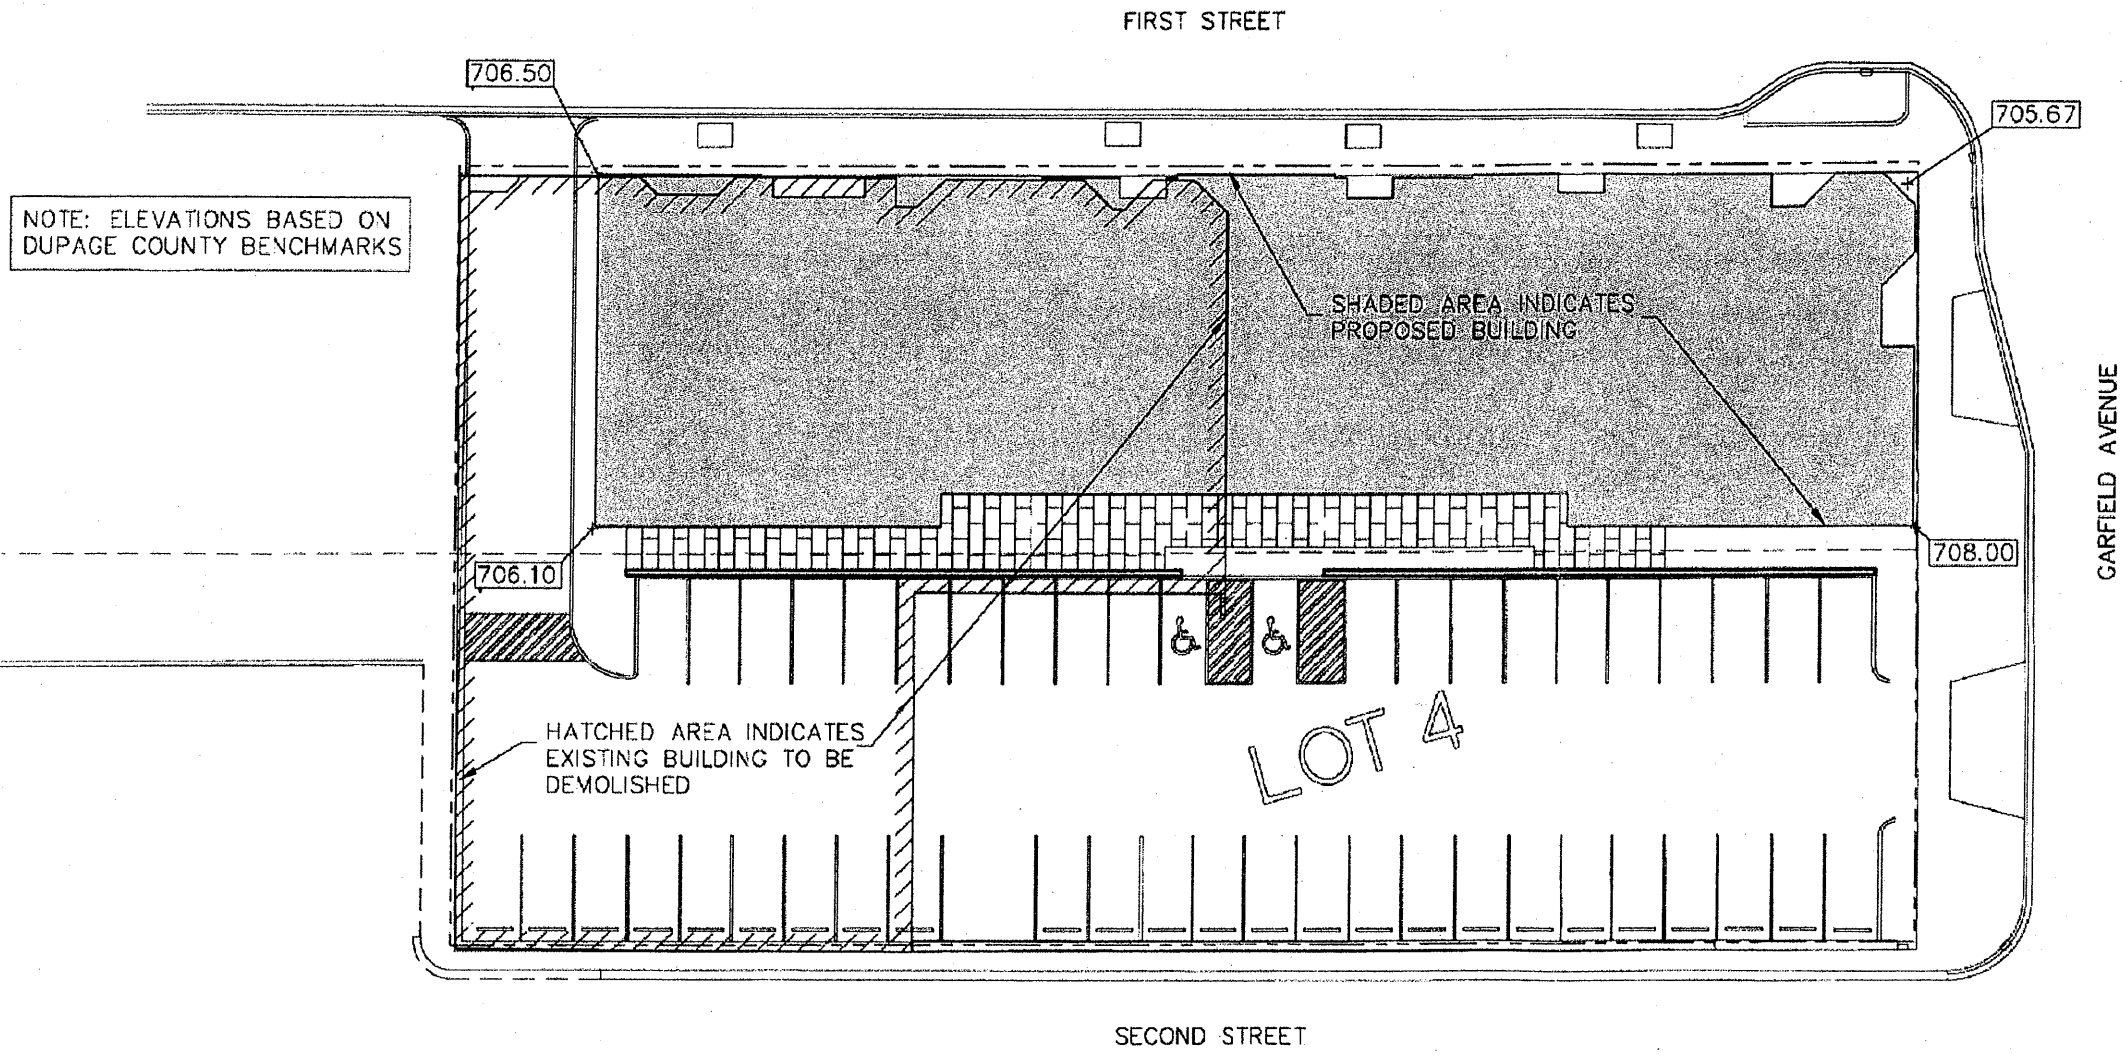 FIRST STREET
706.50
705.67
NOTE: ELEVATIONS BASED ON
DUPAGE COUNTY BENCHMARKS
SHADED AREA INDICATES
PROPOSED BUILDING
GARFIELD AVENUE
708.00
706.10
HATCHED AREA INDICATES
EXISTING BUILDING TO BE
DEMOLISHED
LOT 4
SECOND STREET